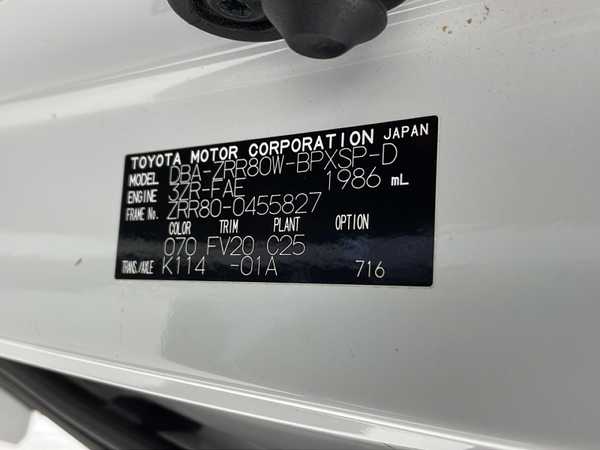 TOYOTA MOTOR CORPORATION JAPAN
MODEL DBA-ZRR80W-BPXSP-D
ENGINE 3ZR-FAE 1986 mL
FRAME No. ZRR80-0455827
COLOR TRIM PLANT OPTION
070 FV20 C25
TRANS./AXLE K114 -01A 716